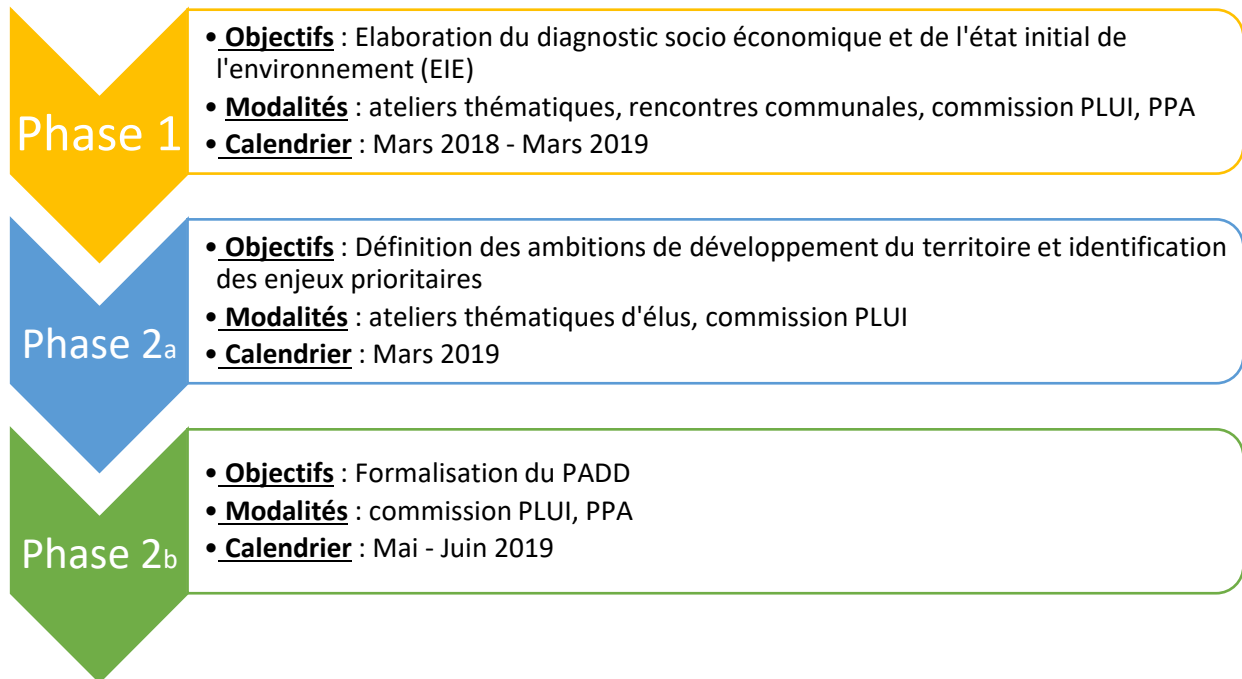 Phase 1
• Objectifs : Elaboration du diagnostic socio économique et de l'état initial de
l'environnement (EIE)
• Modalités : ateliers thématiques, rencontres communales, commission PLUI, PPA
• Calendrier : Mars 2018 - Mars 2019
Phase 2a
• Objectifs : Définition des ambitions de développement du territoire et identification
des enjeux prioritaires
• Modalités : ateliers thématiques d'élus, commission PLUI
• Calendrier : Mars 2019
Phase 2b
• Objectifs : Formalisation du PADD
• Modalités : commission PLUI, PPA
• Calendrier : Mai - Juin 2019